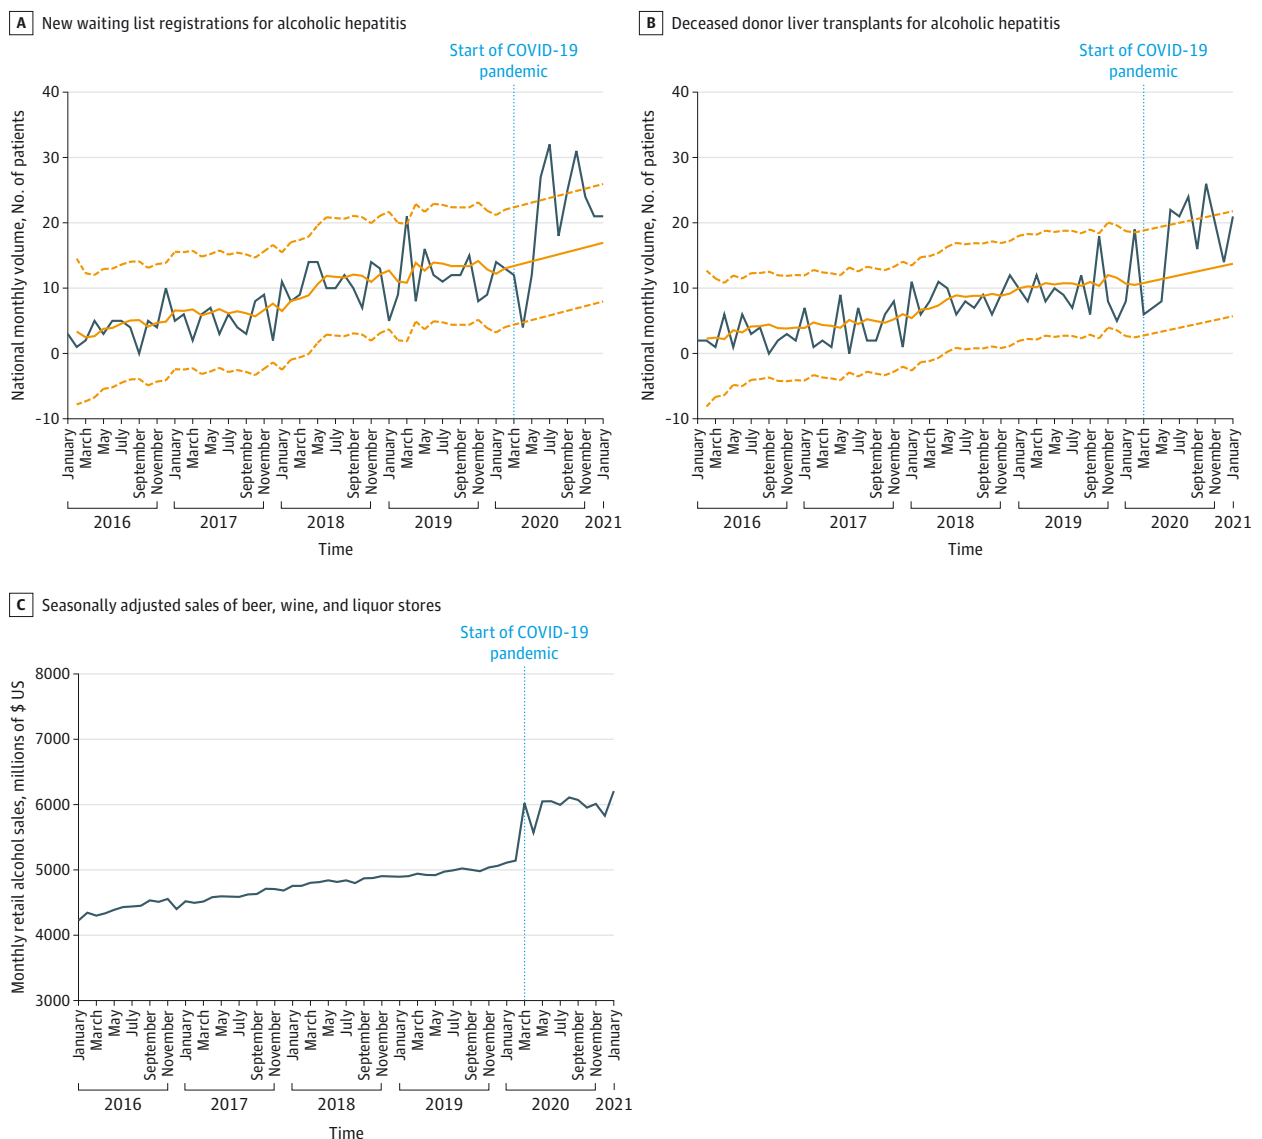 A New waiting list registrations for alcoholic hepatitis
Start of COVID-19
pandemic
National monthly volume, No. of patients
40
30
20
10
0
-10
January
March
May
July
September
November
January
March
May
July
September
November
January
March
May
July
September
November
January
March
May
July
September
November
January
March
May
July
September
November
January
2016
2017
2018
2019
2020
2021
Time
B Deceased donor liver transplants for alcoholic hepatitis
Start of COVID-19
pandemic
National monthly volume, No. of patients
40
30
20
10
0
-10
January
March
May
July
September
November
January
March
May
July
September
November
January
March
May
July
September
November
January
March
May
July
September
November
January
March
May
July
September
November
January
2016
2017
2018
2019
2020
2021
Time
C Seasonally adjusted sales of beer, wine, and liquor stores
Start of COVID-19
pandemic
Monthly retail alcohol sales, millions of $ US
8000
7000
6000
5000
4000
3000
January
March
May
July
September
November
January
March
May
July
September
November
January
March
May
July
September
November
January
March
May
July
September
November
January
March
May
July
September
November
January
2016
2017
2018
2019
2020
2021
Time